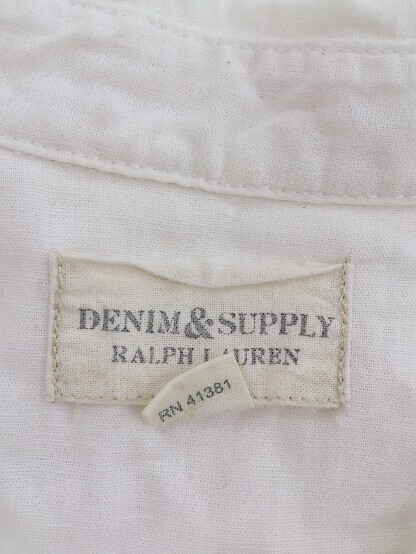 DENIM & SUPPLY
RALPH LAUREN
RN 41381